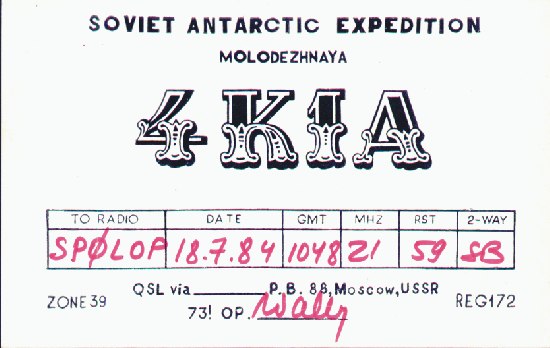 SOVIET ANTARCTIC EXPEDITION
MOLODEZHNAYA
4K1A
TO RADIO DATE GMT MHZ RST 2-WAY
SPØLOP 18.7.84 1048 21 59 SSB
QSL via P.B. 88, Moscow, USSR
ZONE 39 REG172
73! OP. Wally